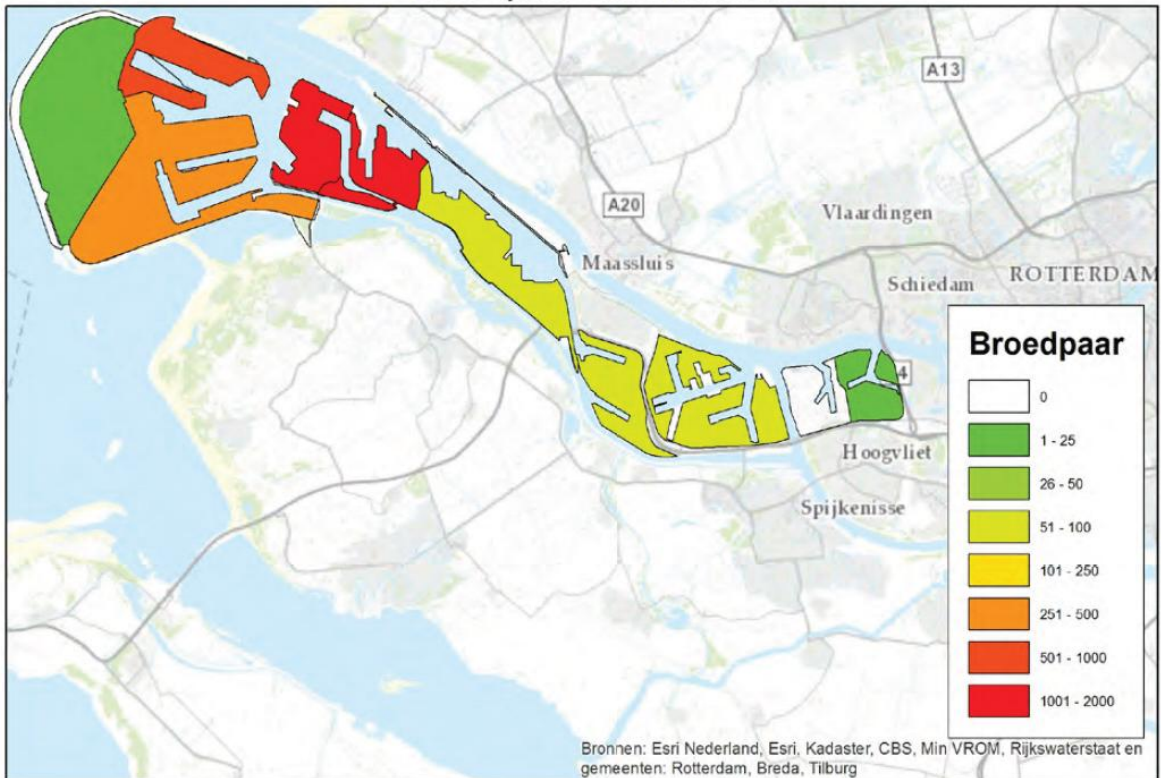 A13
A20
Vlaardingen
Maassluis
Schiedam
ROTTERDAM
Broedpaar
4
0
1 - 25
Hoogvliet
26 - 50
Spijkenisse
51 - 100
101 - 250
251 - 500
501 - 1000
1001 - 2000
Bronnen: Esri Nederland, Esri, Kadaster, CBS, Min VROM, Rijkswaterstaat en
gemeenten: Rotterdam, Breda, Tilburg